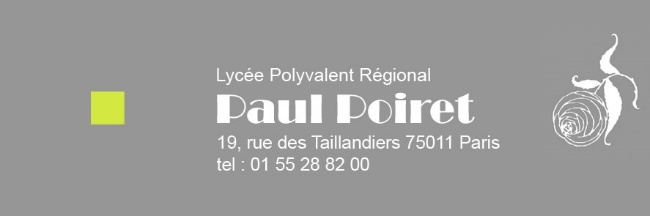 Lycée Polyvalent Régional
Paul Poiret
19, rue des Taillandiers 75011 Paris
tel : 01 55 28 82 00